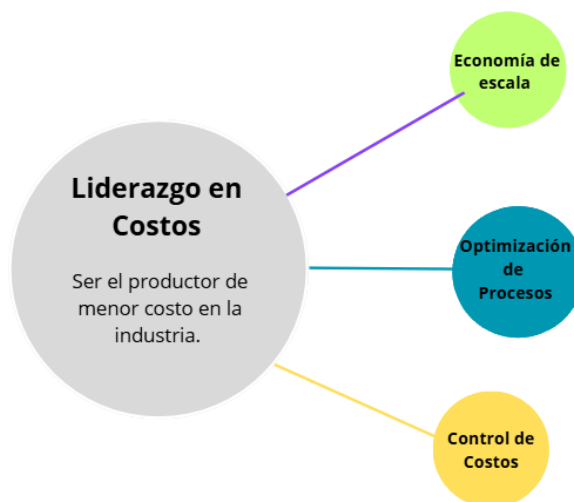 Liderazgo en
Costos
Ser el productor de
menor costo en la
industria.
Economía de
escala
Optimización
de
Procesos
Control de
Costos